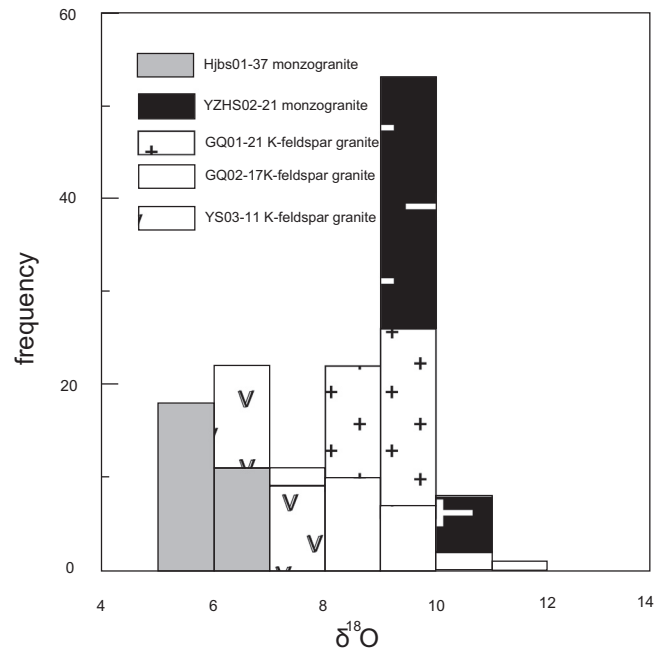 60
Hjbs01-37 monzogranite
YZHS02-21 monzogranite
GQ01-21 K-feldspar granite
40
GQ02-17K-feldspar granite
YS03-11 K-feldspar granite
frequency
20
0
4 6 8 10 12 14
δ18O